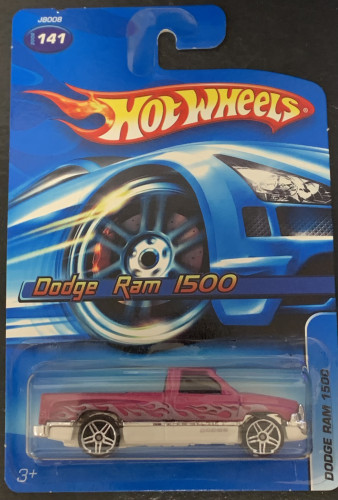 J8008
141
HOT WHEELS
Dodge Ram 1500
DODGE RAM 1500
3+